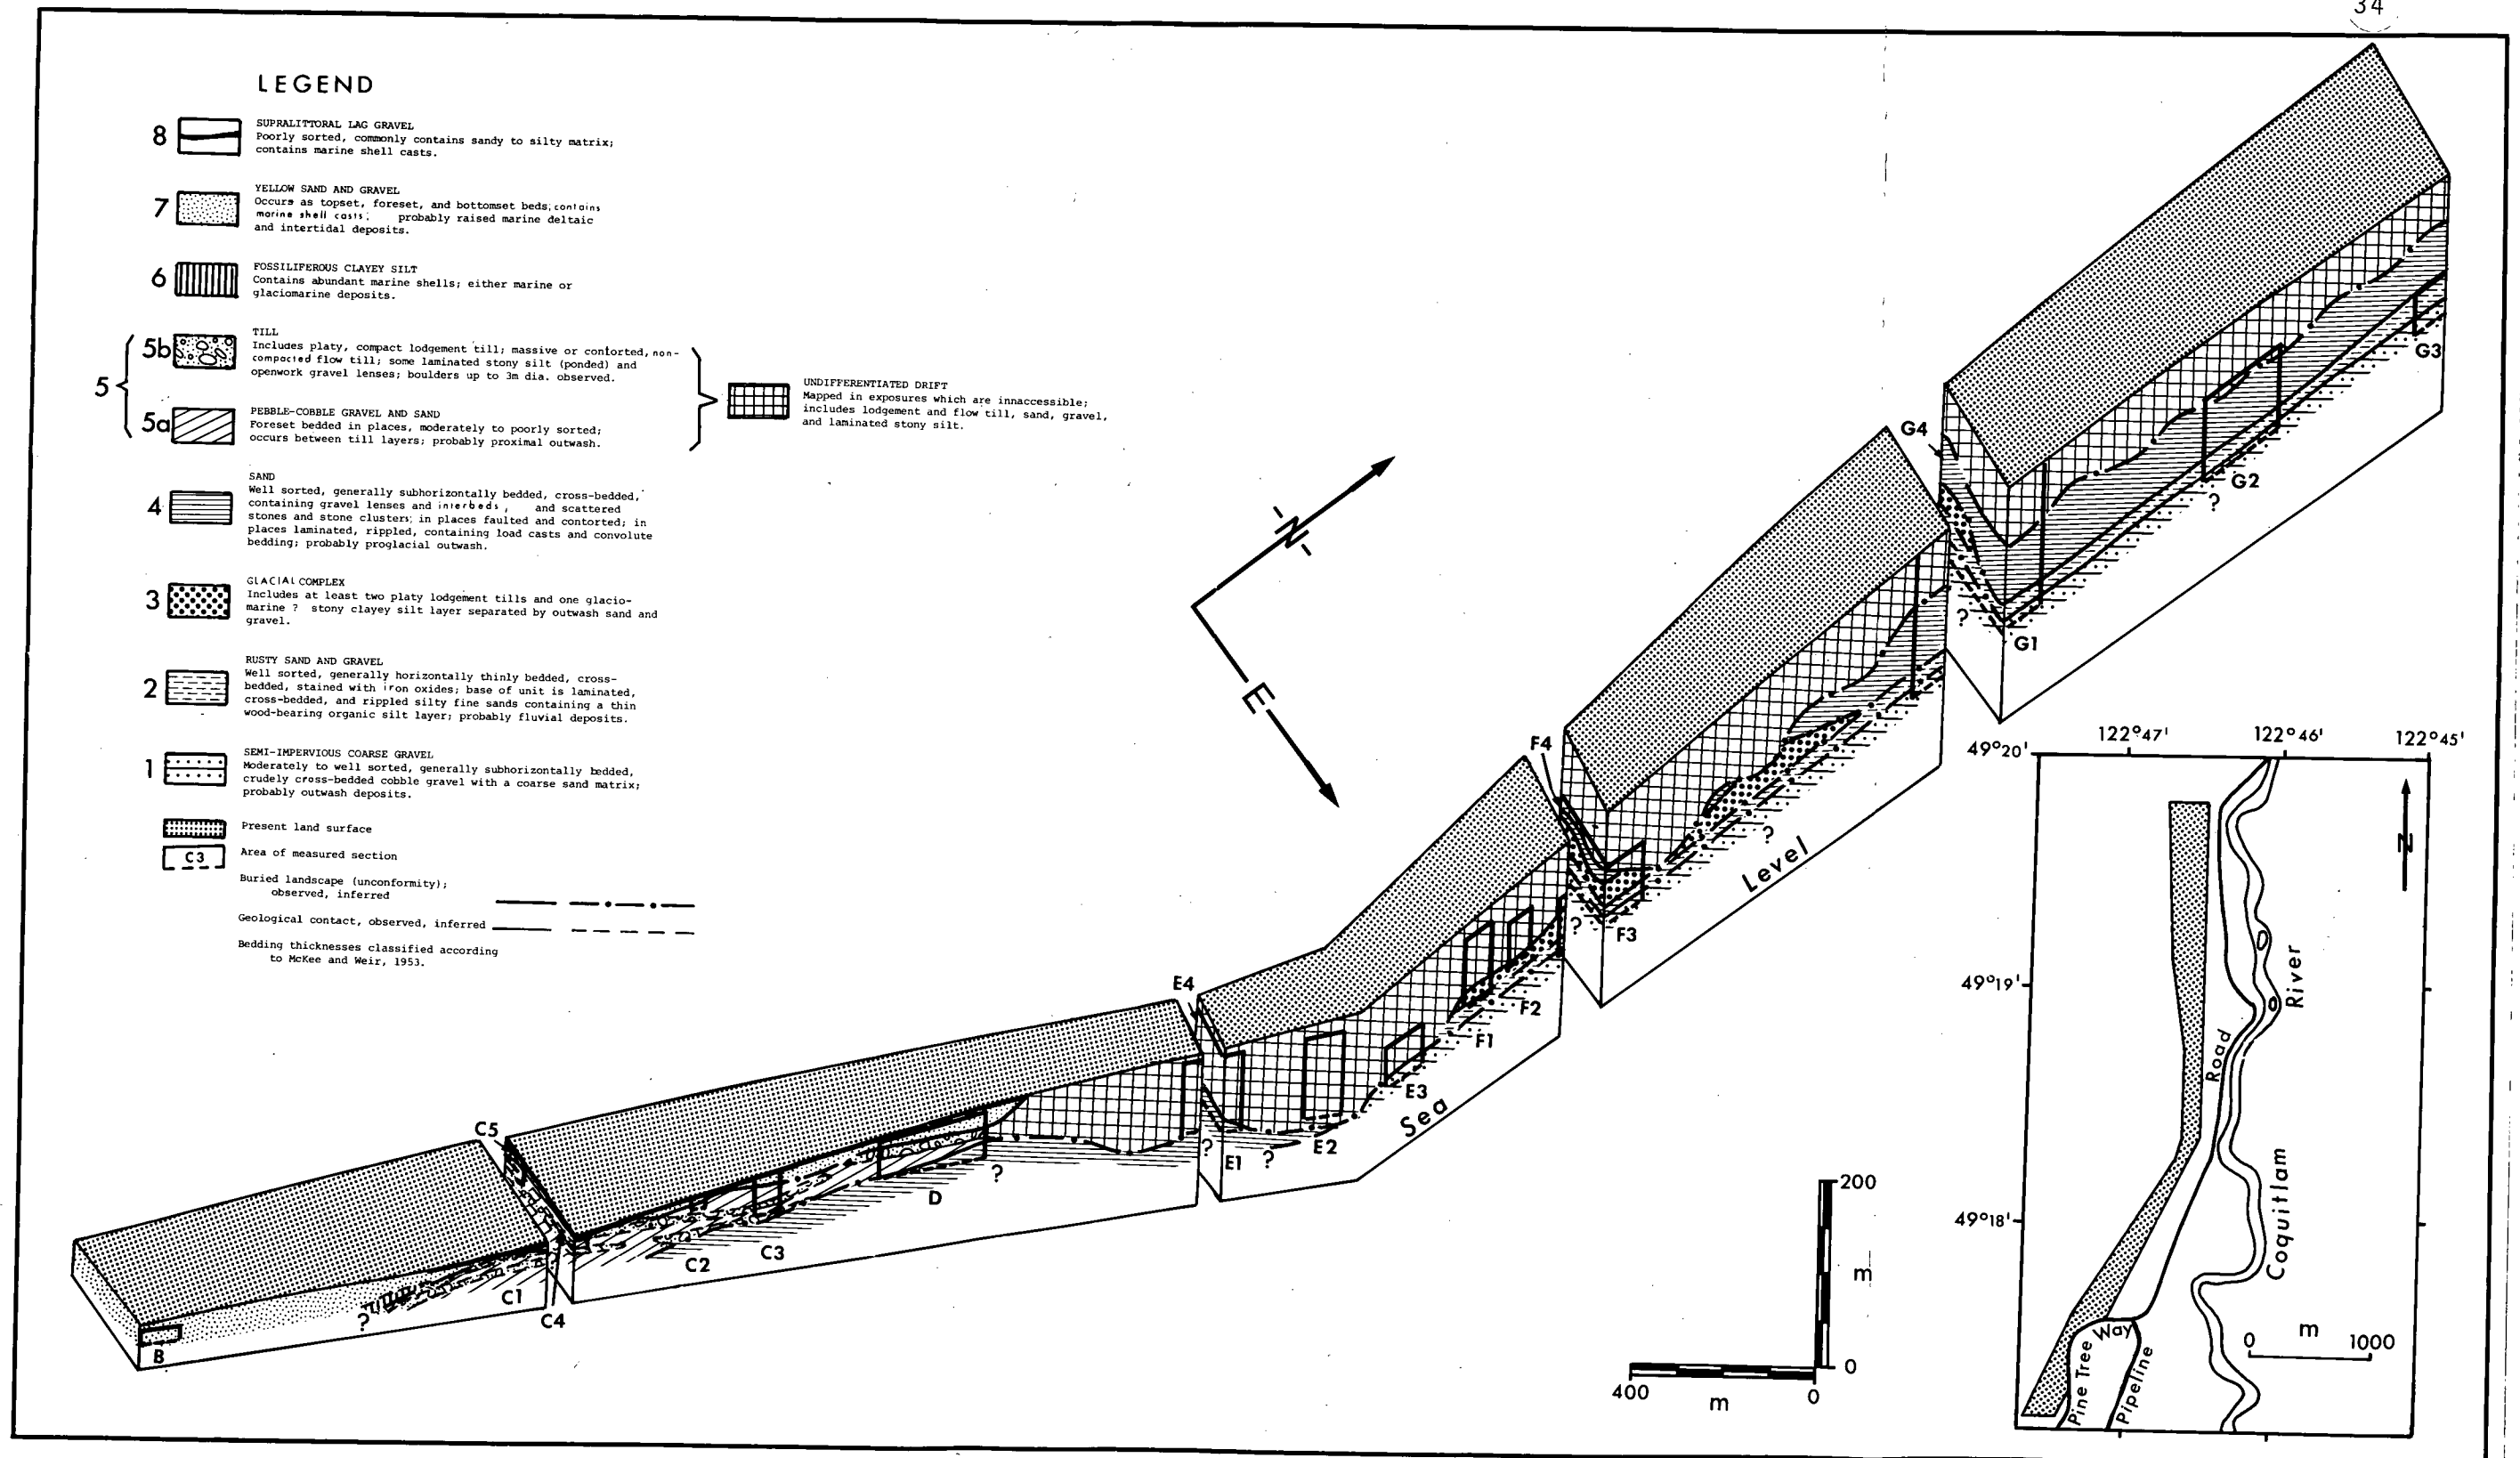 34
LEGEND
8
SUPRALITTORAL LAG GRAVEL
Poorly sorted, commonly contains sandy to silty matrix;
contains marine shell casts.
7
YELLOW SAND AND GRAVEL
Occurs as topset, foreset, and bottomset beds; contains
marine shell casts; probably raised marine deltaic
and intertidal deposits.
6
FOSSILIFEROUS CLAYEY SILT
Contains abundant marine shells; either marine or
glaciomarine deposits.
5
5b
TILL
Includes platy, compact lodgement till; massive or contorted, non-
compacted flow till; some laminated stony silt (ponded) and
openwork gravel lenses; boulders up to 3m dia. observed.
5a
PEBBLE-COBBLE GRAVEL AND SAND
Foreset bedded in places, moderately to poorly sorted;
occurs between till layers; probably proximal outwash.
UNDIFFERENTIATED DRIFT
Mapped in exposures which are innaccessible;
includes lodgement and flow till, sand, gravel,
and laminated stony silt.
4
SAND
Well sorted, generally subhorizontally bedded, cross-bedded,
containing gravel lenses and interbeds, and scattered
stones and stone clusters; in places faulted and contorted; in
places laminated, rippled, containing load casts and convolute
bedding; probably proglacial outwash.
3
GLACIAL COMPLEX
Includes at least two platy lodgement tills and one glacio-
marine ? stony clayey silt layer separated by outwash sand and
gravel.
2
RUSTY SAND AND GRAVEL
Well sorted, generally horizontally thinly bedded, cross-
bedded, stained with iron oxides; base of unit is laminated,
cross-bedded, and rippled silty fine sands containing a thin
wood-bearing organic silt layer; probably fluvial deposits.
1
SEMI-IMPERVIOUS COARSE GRAVEL
Moderately to well sorted, generally subhorizontally bedded,
crudely cross-bedded cobble gravel with a coarse sand matrix;
probably outwash deposits.
Present land surface
C3
Area of measured section
Buried landscape (unconformity);
observed, inferred
Geological contact, observed, inferred
Bedding thicknesses classified according
to McKee and Weir, 1953.
N
E
B
?
C1
C4
C5
C2
C3
D
?
E4
?
E1
?
E2
E3
F1
F2
F4
?
F3
?
G4
?
G1
?
G2
G3
Sea
Level
200
m
0
400
m
0
122°47'
122°46'
122°45'
49°20'
49°19'
49°18'
N
River
Coquitlam
Road
Pipeline
Pine Tree
Way
0
m
1000